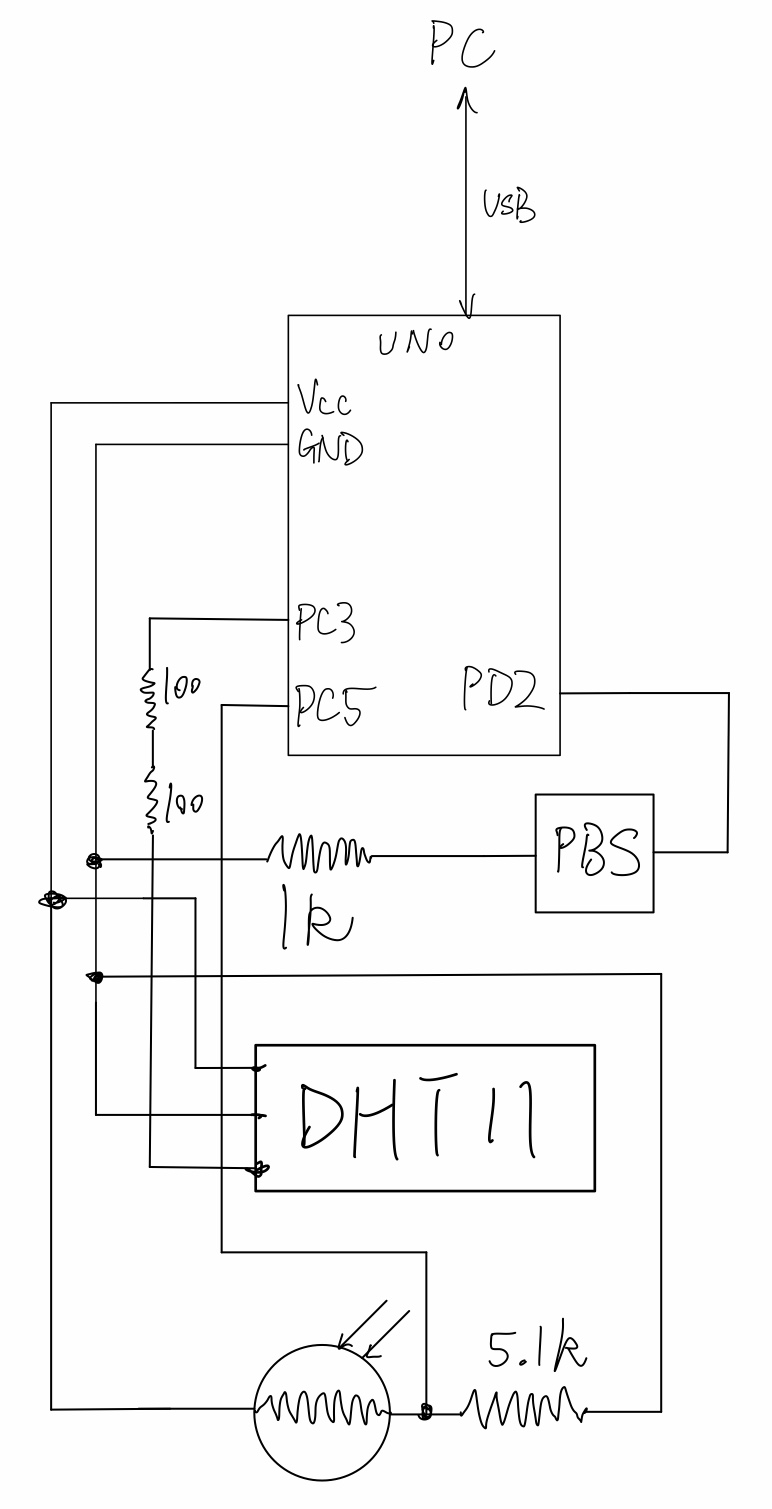 PC
USB
UNO
Vcc
GND
PC3
100
PC5
PD2
100
PBS
1k
DHT11
5.1k